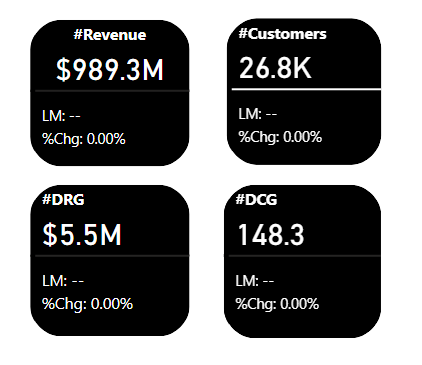 #Revenue
$989.3M
LM: --
%Chg: 0.00%
#Customers
26.8K
LM: --
%Chg: 0.00%
#DRG
$5.5M
LM: --
%Chg: 0.00%
#DCG
148.3
LM: --
%Chg: 0.00%